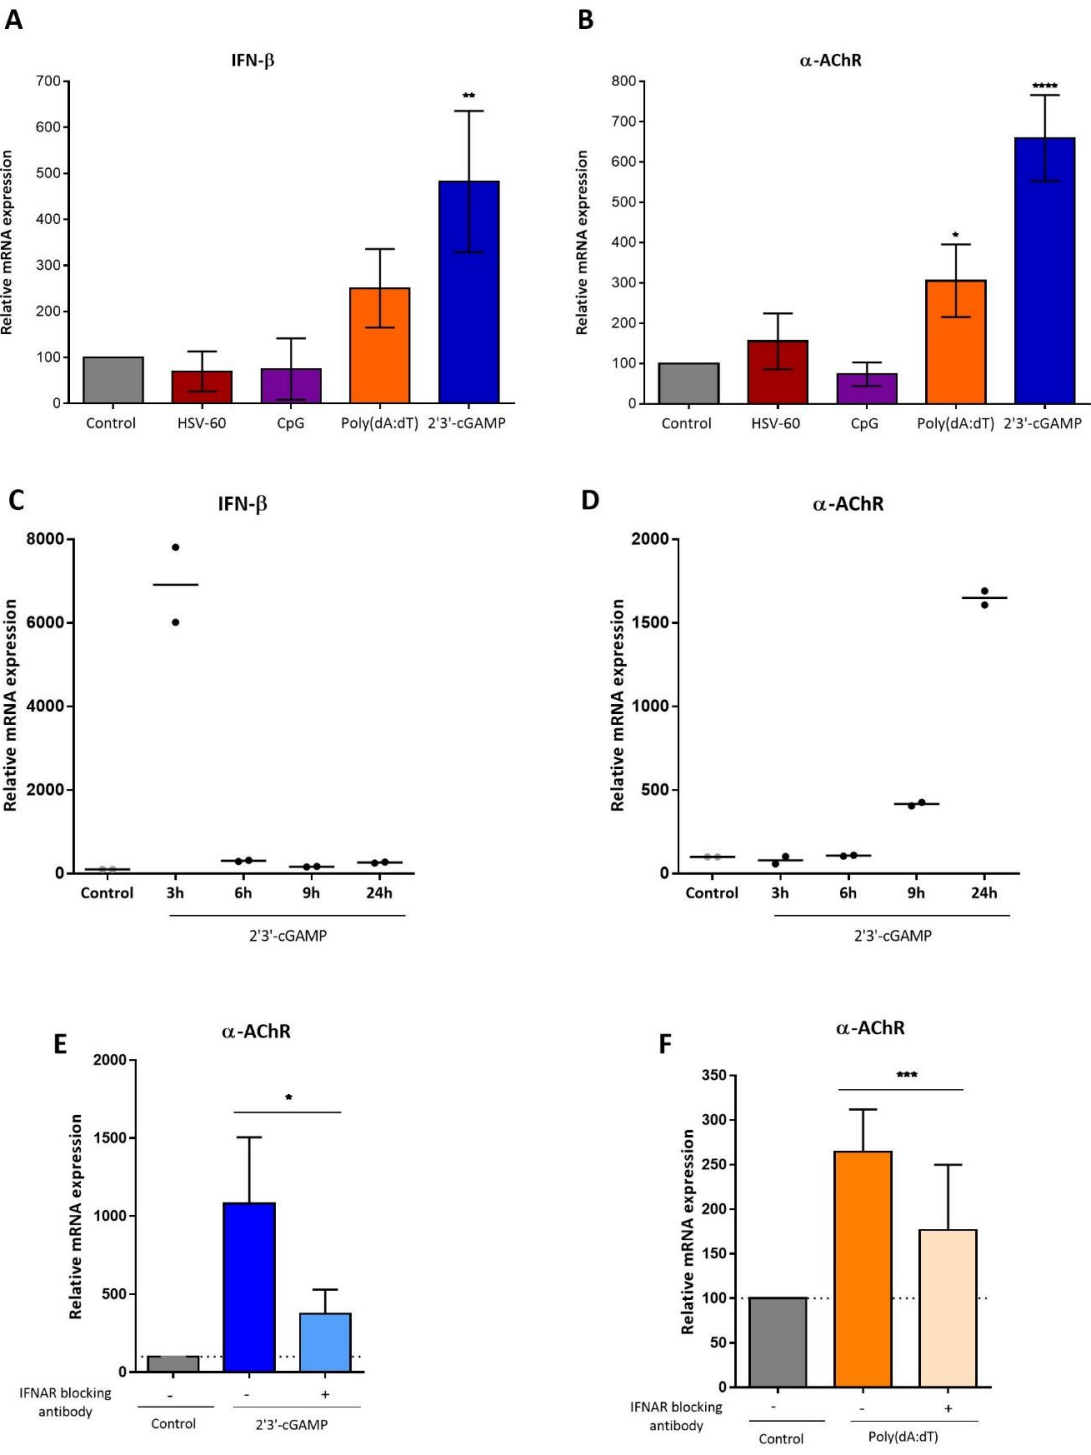 A
IFN-β
Relative mRNA expression
700
600
500
400
300
200
100
0
**
Control HSV-60 CpG Poly(dA:dT) 2'3'-cGAMP
B
α-AChR
Relative mRNA expression
800
700
600
500
400
300
200
100
0
*
****
Control HSV-60 CpG Poly(dA:dT) 2'3'-cGAMP
C
IFN-β
Relative mRNA expression
8000
6000
4000
2000
0
Control 3h 6h 9h 24h
2'3'-cGAMP
D
α-AChR
Relative mRNA expression
2000
1500
1000
500
0
Control 3h 6h 9h 24h
2'3'-cGAMP
E
α-AChR
Relative mRNA expression
2000
1500
1000
500
0
*
IFNAR blocking
antibody
- - +
Control 2'3'-cGAMP
F
α-AChR
Relative mRNA expression
350
300
250
200
150
100
50
0
***
IFNAR blocking
antibody
- - +
Control Poly(dA:dT)